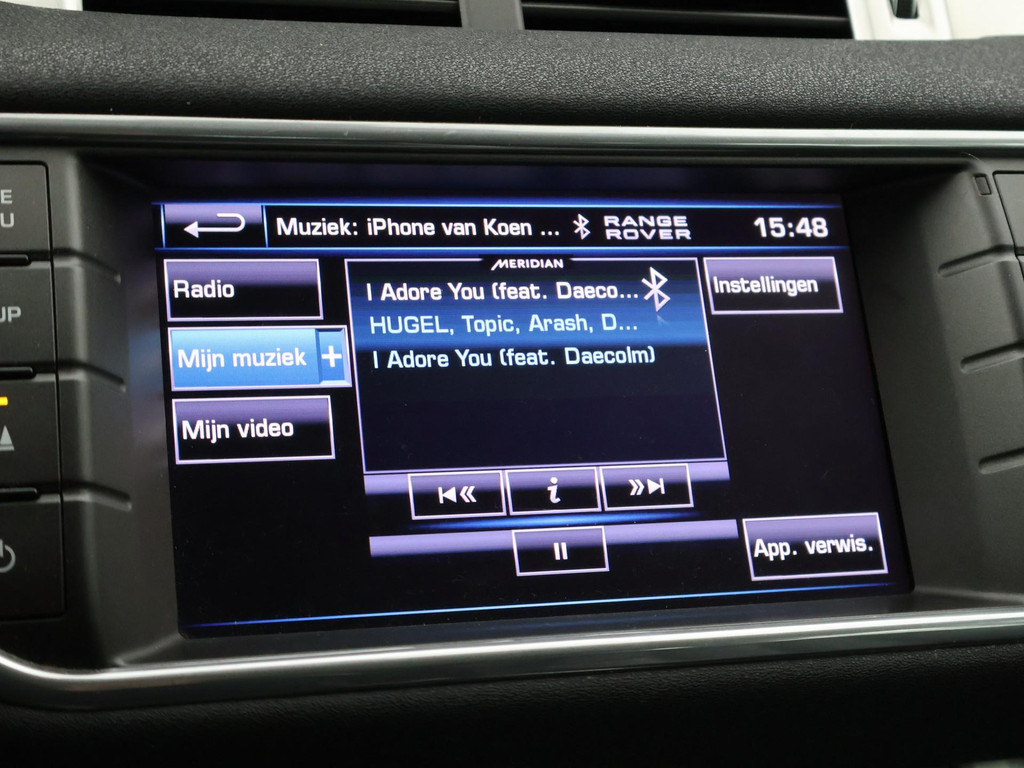 Muziek: iPhone van Koen ...
RANGE
ROVER
15:48
MERIDIAN
Radio
Mijn muziek +
Mijn video
I Adore You (feat. Daeco...
HUGEL, Topic, Arash, D...
I Adore You (feat. Daecolm)
i
Instellingen
App. verwis.
E
U
UP